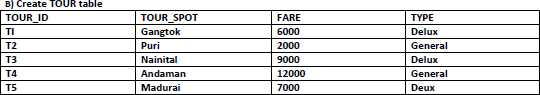 B) Create TOUR table
TOUR_ID TOUR_SPOT FARE TYPE
TI Gangtok 6000 Delux
T2 Puri 2000 General
T3 Nainital 9000 Delux
T4 Andaman 12000 General
T5 Madurai 7000 Deux